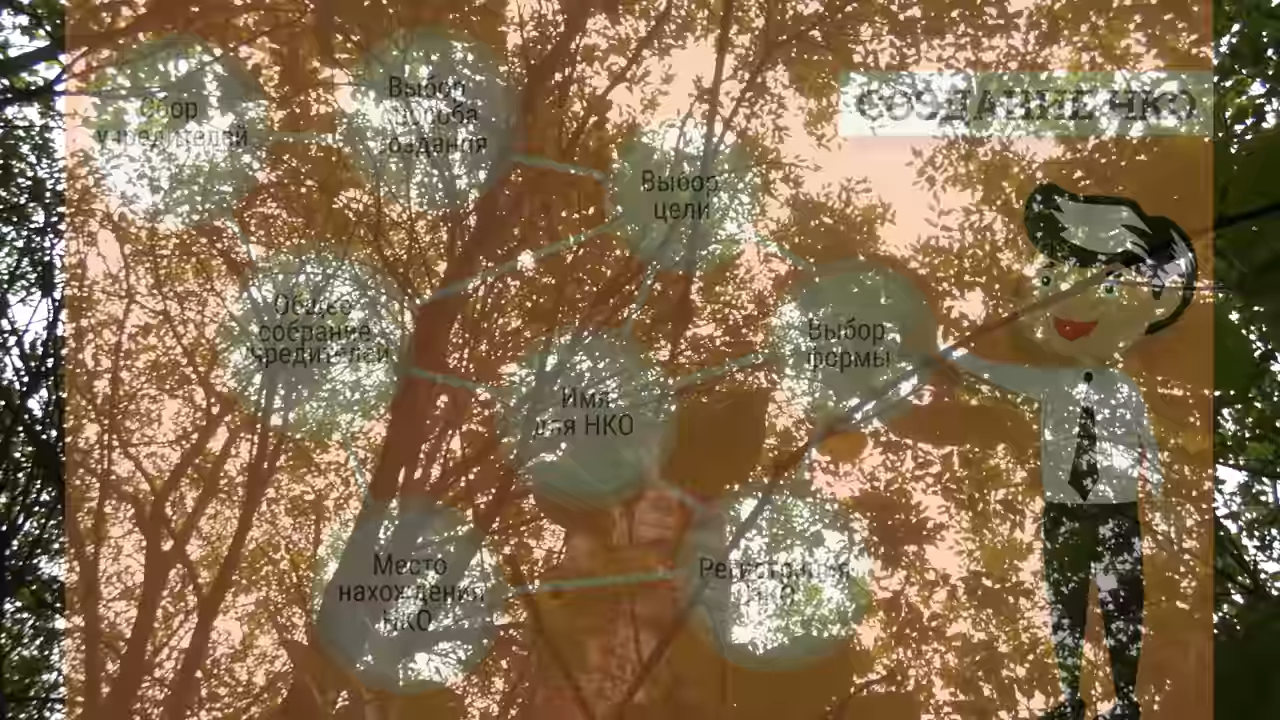 СОЗДАНИЕ НКО
Сбор
учредителей
Выбор
способа
создания
Выбор
цели
Общее
собрание
учредителей
Выбор
формы
Имя
для НКО
Место
нахождения
НКО
Регистрация
НКО